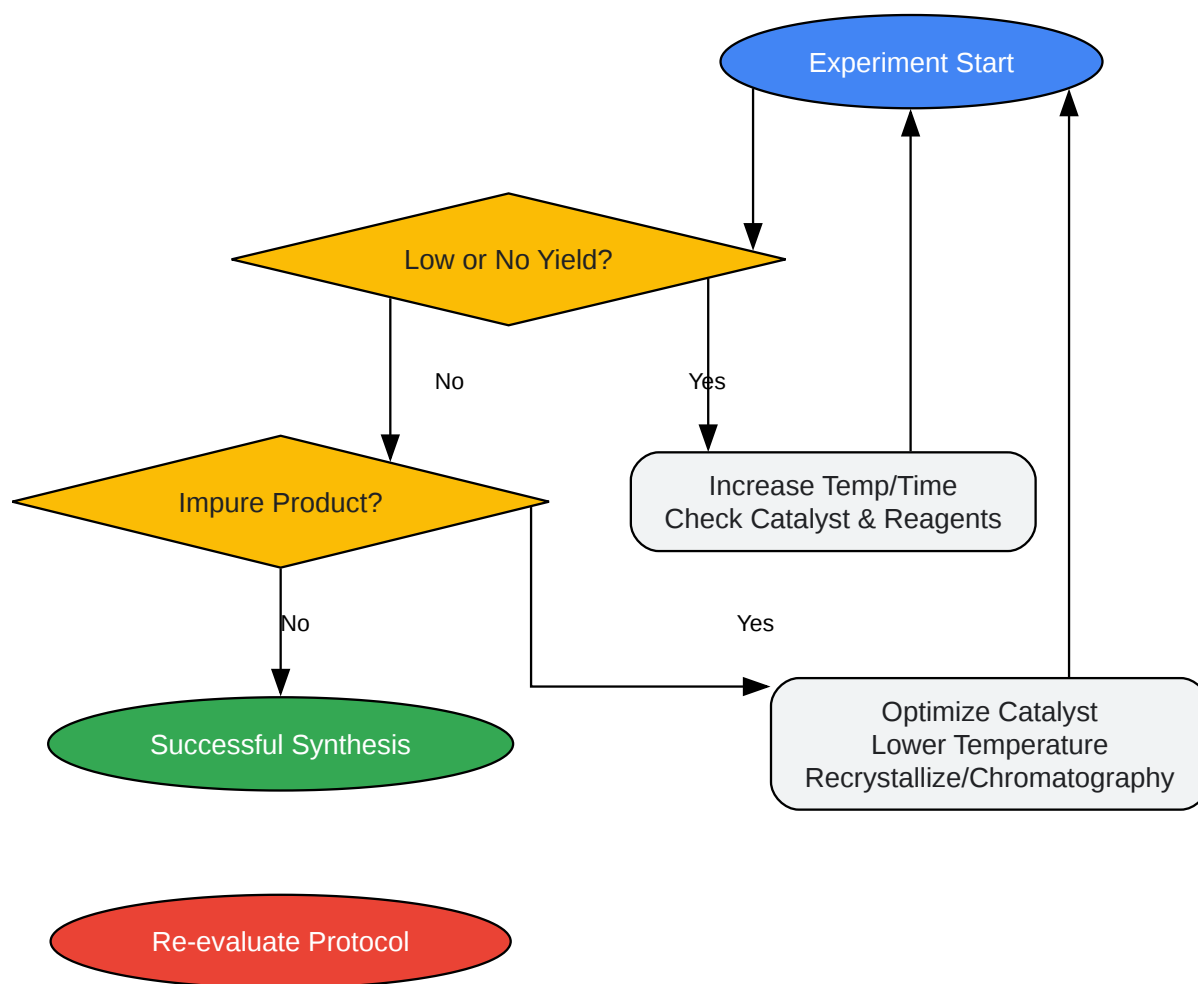 Experiment Start
Low or No Yield?
No
Yes
Impure Product?
Increase Temp/Time
Check Catalyst & Reagents
No
Yes
Successful Synthesis
Optimize Catalyst
Lower Temperature
Recrystallize/Chromatography
Re-evaluate Protocol